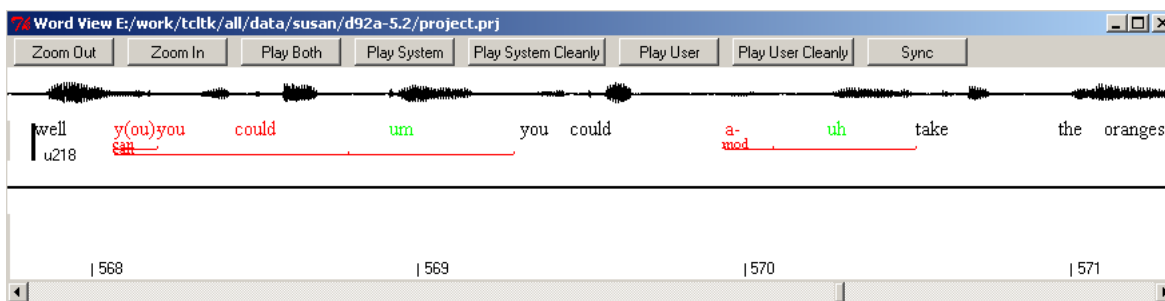 Word View E:/work/tcltk/all/data/susan/d92a-5.2/project.prj
Zoom Out Zoom In Play Both Play System Play System Cleanly Play User Play User Cleanly Sync
well y(ou)you could um you could a- uh take the oranges
can mod
can
u218
568 569 570 571